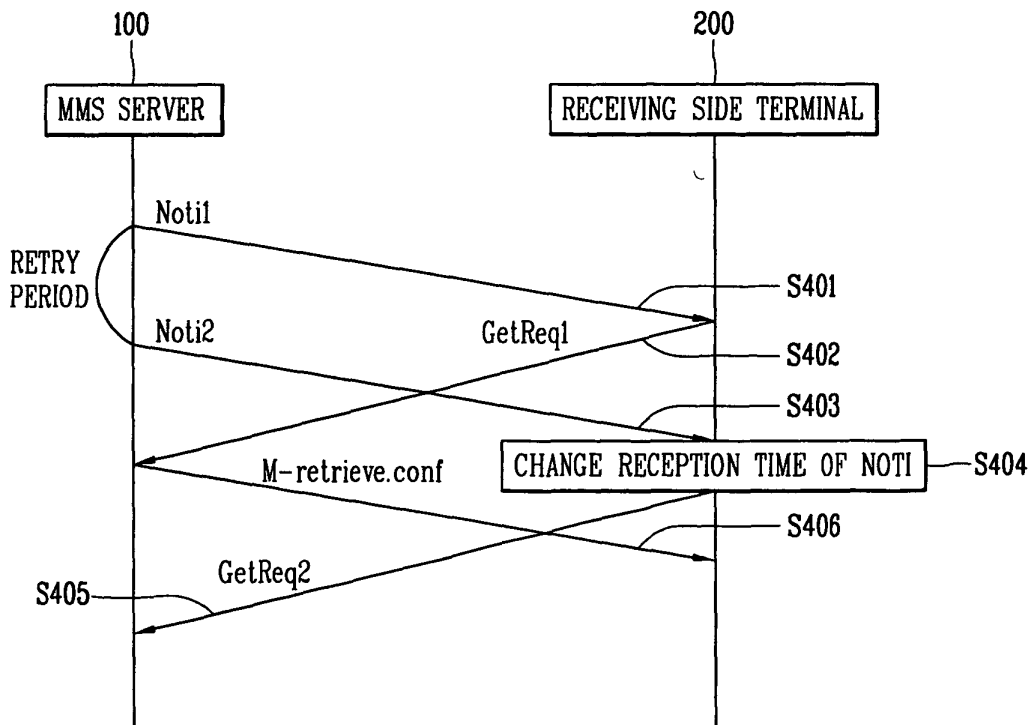 100
200
MMS SERVER
RECEIVING SIDE TERMINAL
Noti1
RETRY
PERIOD
S401
Noti2
GetReq1
S402
S403
CHANGE RECEPTION TIME OF NOTI
S404
M-retrieve.conf
S406
GetReq2
S405